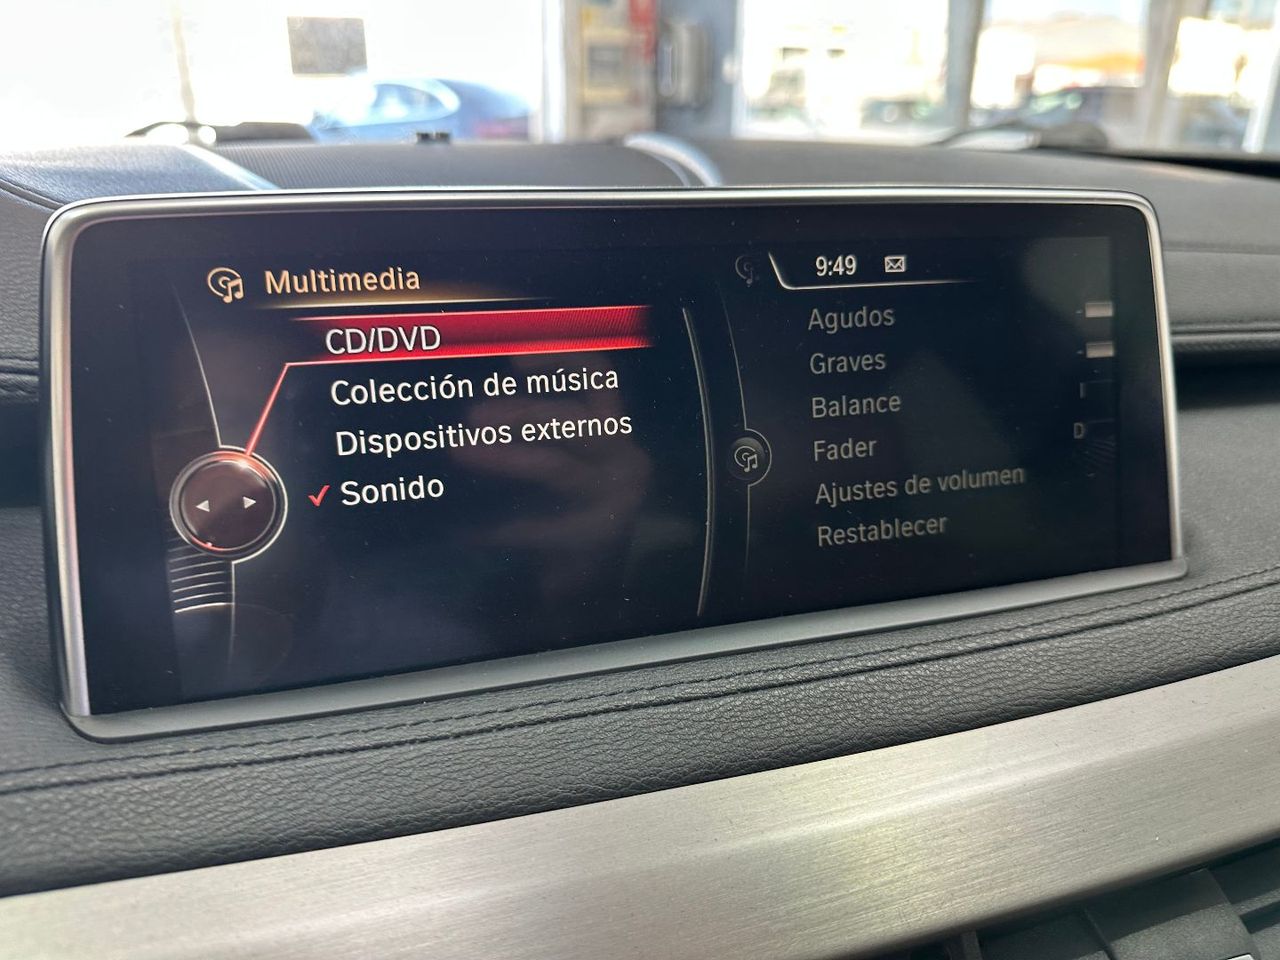 Multimedia
CD/DVD
Colección de música
Dispositivos externos
Sonido
9:49
Agudos
Graves
Balance
Fader
D
Ajustes de volumen
Restablecer